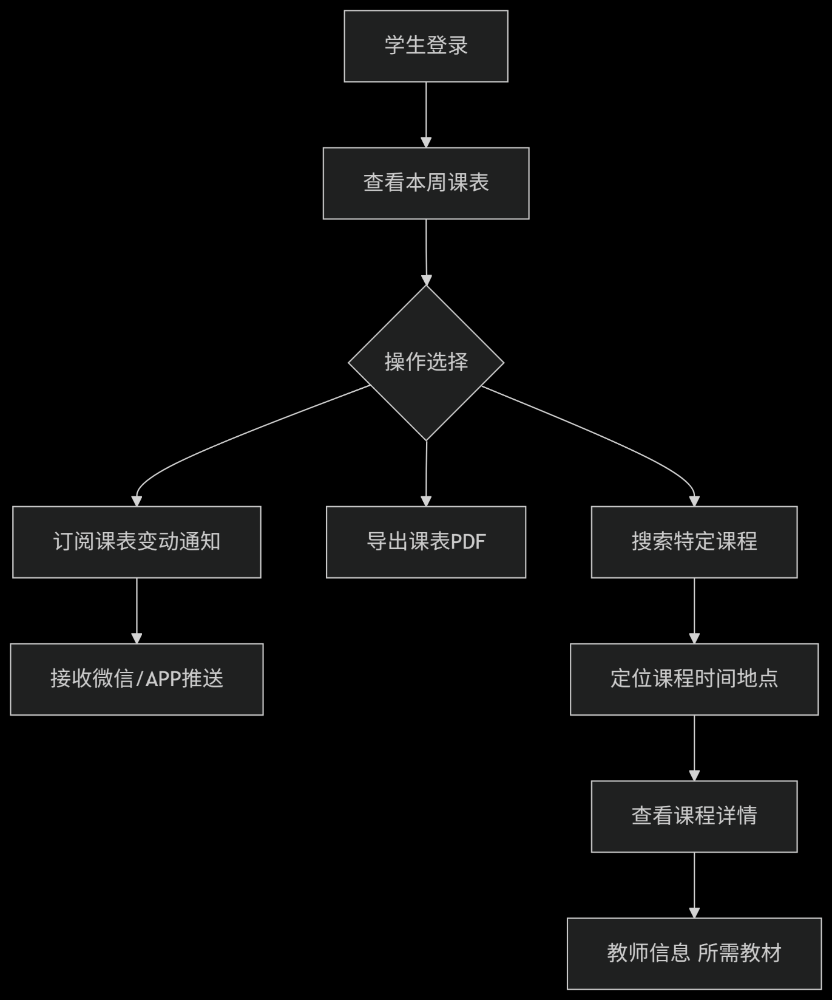 学生登录
查看本周课表
操作选择
订阅课表变动通知
导出课表PDF
搜索特定课程
接收微信/APP推送
定位课程时间地点
查看课程详情
教师信息 所需教材